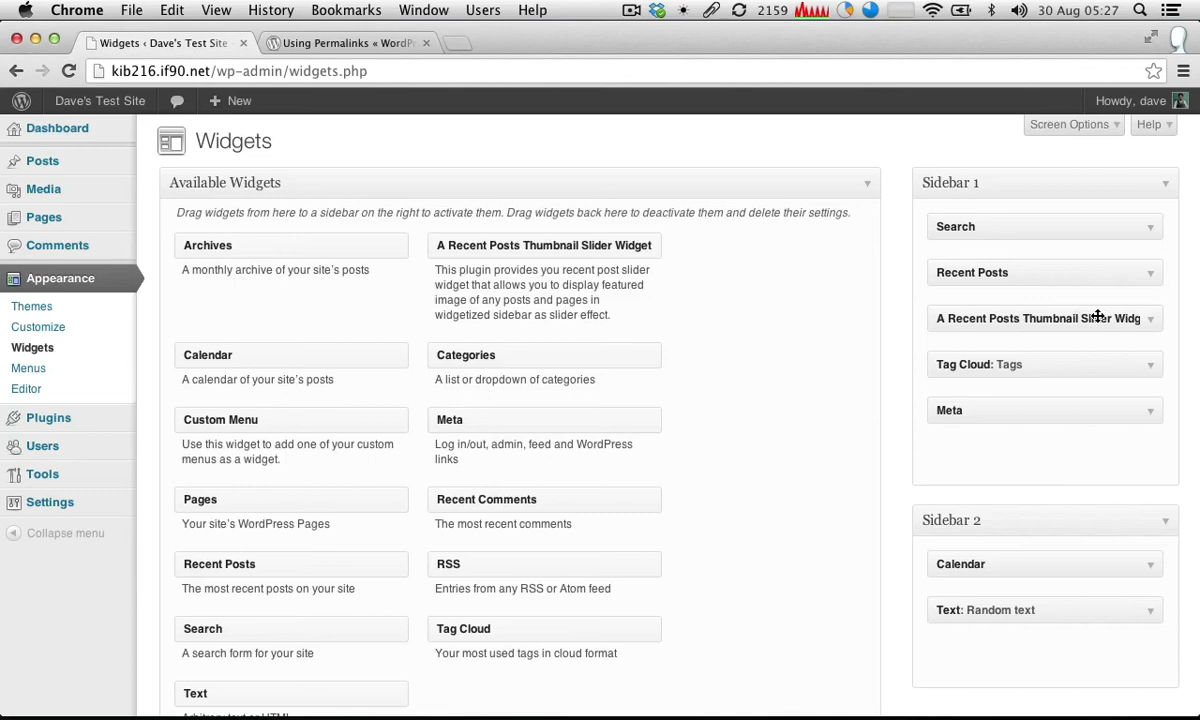 Chrome File Edit View History Bookmarks Window Users Help 2159 30 Aug 05:27
Widgets ‹ Dave's Test Site Using Permalinks « WordPr
kib216.if90.net/wp-admin/widgets.php
Dave's Test Site New Howdy, dave
Screen Options Help
Dashboard
Posts
Media
Pages
Comments
Appearance
Themes
Customize
Widgets
Menus
Editor
Plugins
Users
Tools
Settings
Collapse menu
Widgets
Available Widgets
Drag widgets from here to a sidebar on the right to activate them. Drag widgets back here to deactivate them and delete their settings.
Archives
A monthly archive of your site's posts
A Recent Posts Thumbnail Slider Widget
This plugin provides you recent post slider
widget that allows you to display featured
image of any posts and pages in
widgetized sidebar as slider effect.
Calendar
A calendar of your site's posts
Categories
A list or dropdown of categories
Custom Menu
Use this widget to add one of your custom
menus as a widget.
Meta
Log in/out, admin, feed and WordPress
links
Pages
Your site's WordPress Pages
Recent Comments
The most recent comments
Recent Posts
The most recent posts on your site
RSS
Entries from any RSS or Atom feed
Search
A search form for your site
Tag Cloud
Your most used tags in cloud format
Text
Sidebar 1
Search
Recent Posts
A Recent Posts Thumbnail Slider Widg
Tag Cloud: Tags
Meta
Sidebar 2
Calendar
Text: Random text